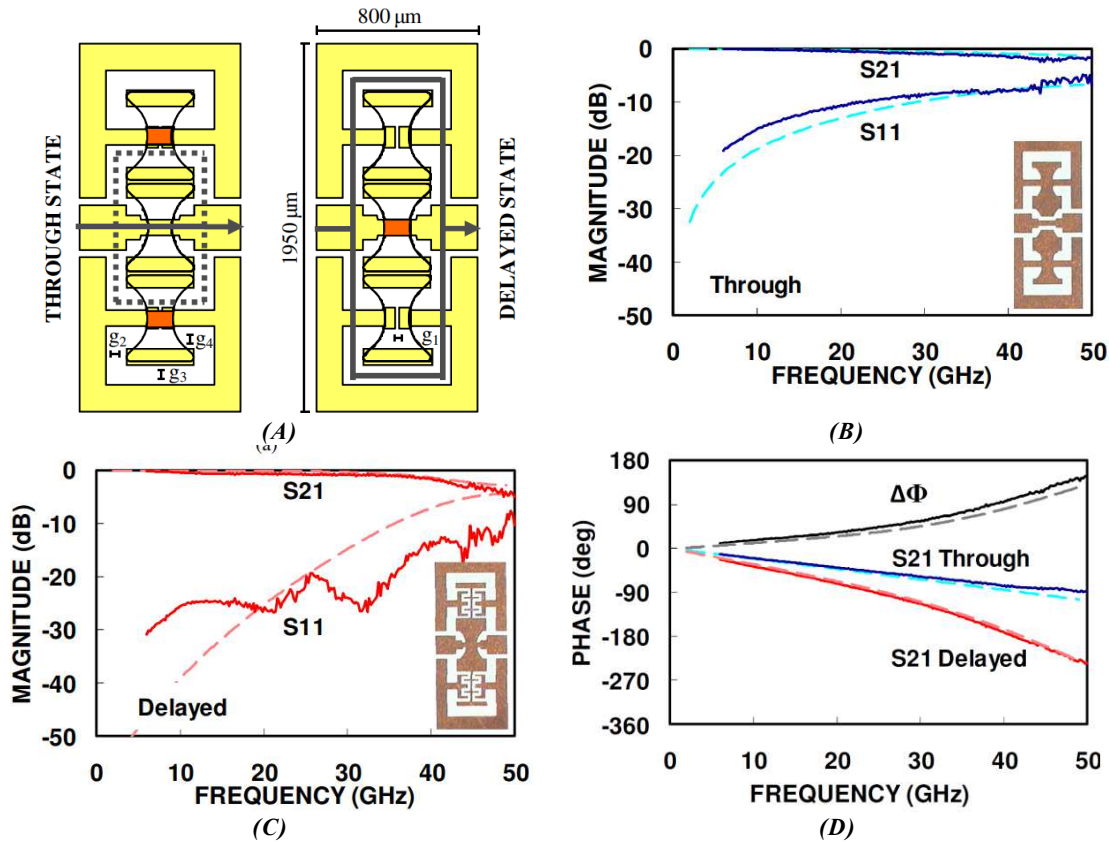 800 µm
THROUGH STATE
1950 µm
DELAYED STATE
g2
g4
g3
g1
(A)
(a)
0
-10
-20
-30
-40
-50
MAGNITUDE (dB)
S21
S11
Through
0
10
20
30
40
50
FREQUENCY (GHz)
(B)
0
-10
-20
-30
-40
-50
MAGNITUDE (dB)
S21
S11
Delayed
0
10
20
30
40
50
FREQUENCY (GHz)
(C)
180
90
0
-90
-180
-270
-360
PHASE (deg)
ΔΦ
S21 Through
S21 Delayed
0
10
20
30
40
50
FREQUENCY (GHz)
(D)